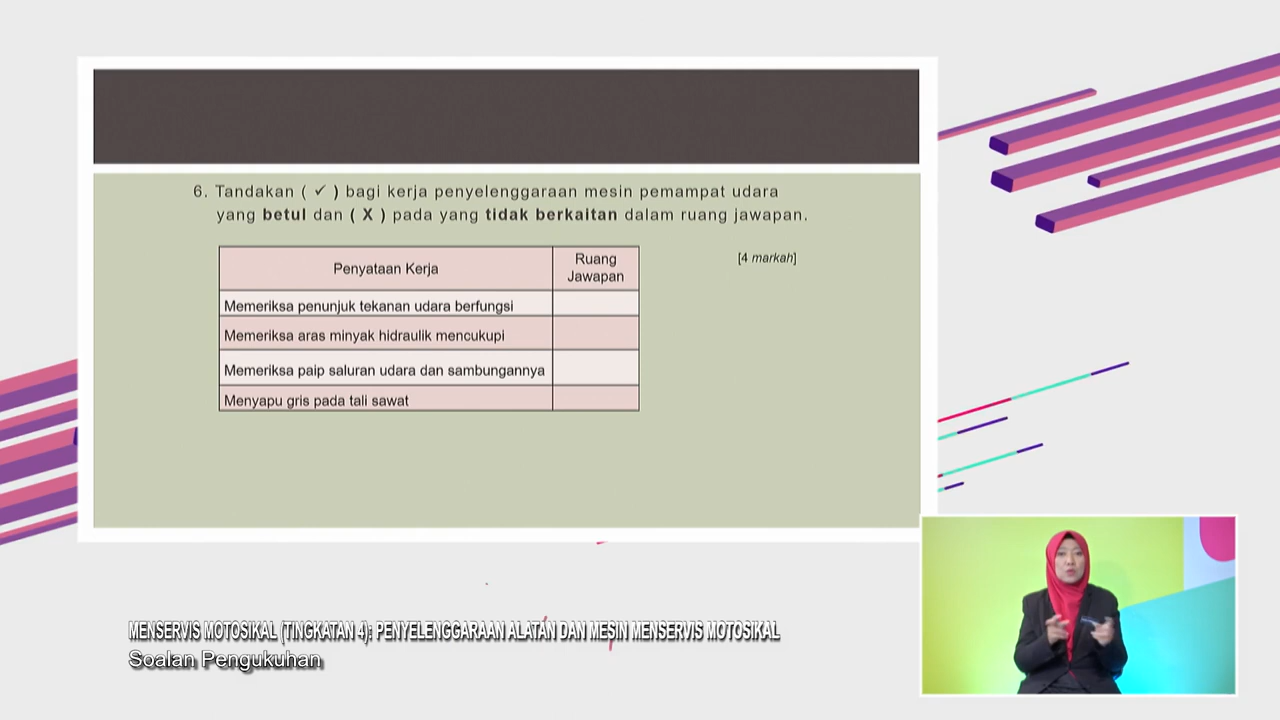 6. Tandakan ( ✓ ) bagi kerja penyelenggaraan mesin pemampat udara
yang betul dan ( X ) pada yang tidak berkaitan dalam ruang jawapan.
[4 markah]
Penyataan Kerja
Ruang
Jawapan
Memeriksa penunjuk tekanan udara berfungsi
Memeriksa aras minyak hidraulik mencukupi
Memeriksa paip saluran udara dan sambungannya
Menyapu gris pada tali sawat
MENSERVIS MOTOSIKAL (TINGKATAN 4): PENYELENGGARAAN ALATAN DAN MESIN MENSERVIS MOTOSIKAL
Soalan Pengukuhan